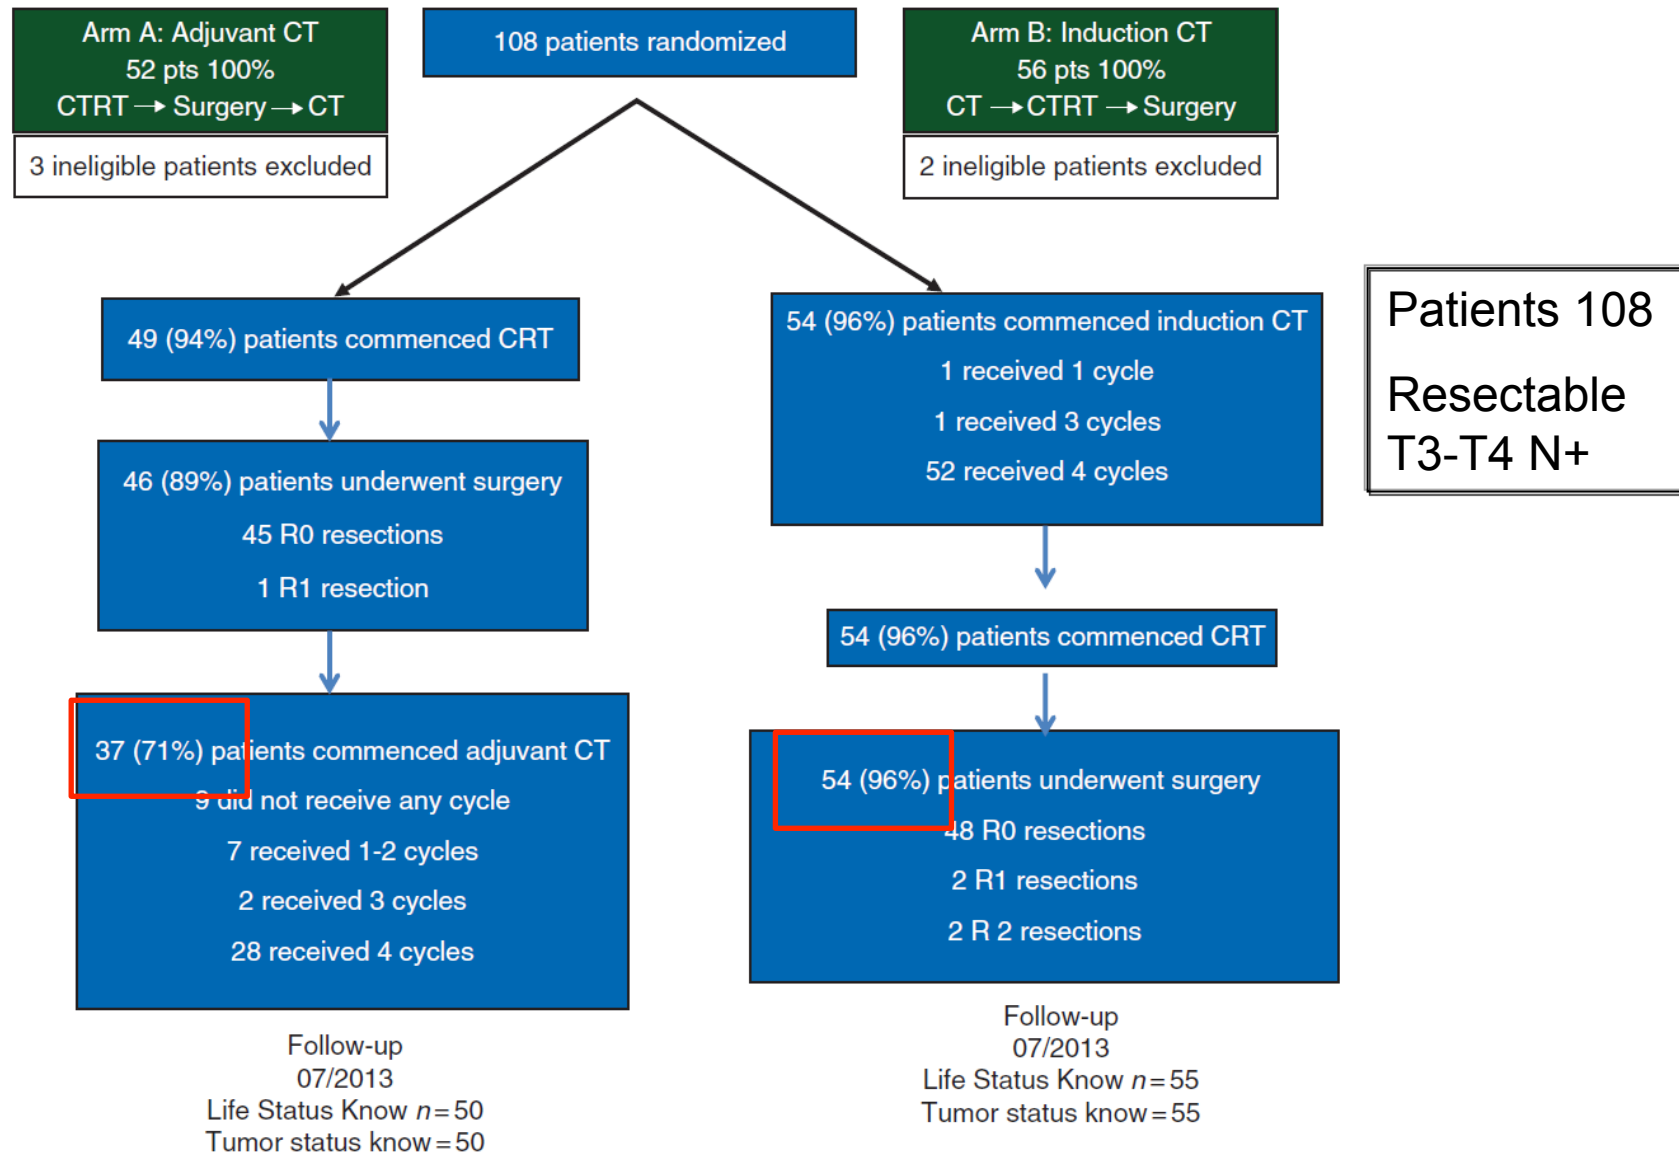 Arm A: Adjuvant CT
52 pts 100%
CTRT → Surgery → CT
3 ineligible patients excluded
108 patients randomized
Arm B: Induction CT
56 pts 100%
CT → CTRT → Surgery
2 ineligible patients excluded
49 (94%) patients commenced CRT
46 (89%) patients underwent surgery
45 R0 resections
1 R1 resection
37 (71%) patients commenced adjuvant CT
9 did not receive any cycle
7 received 1-2 cycles
2 received 3 cycles
28 received 4 cycles
Follow-up
07/2013
Life Status Know n=50
Tumor status know=50
54 (96%) patients commenced induction CT
1 received 1 cycle
1 received 3 cycles
52 received 4 cycles
54 (96%) patients commenced CRT
54 (96%) patients underwent surgery
48 R0 resections
2 R1 resections
2 R 2 resections
Follow-up
07/2013
Life Status Know n=55
Tumor status know=55
Patients 108
Resectable
T3-T4 N+